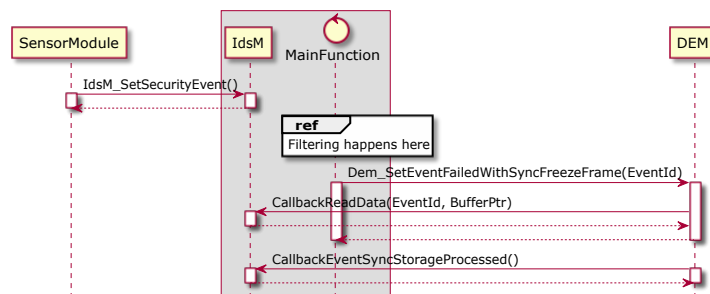 SensorModule
IdsM
MainFunction
DEM
IdsM_SetSecurityEvent()
ref
Filtering happens here
Dem_SetEventFailedWithSyncFreezeFrame(EventId)
CallbackReadData(EventId, BufferPtr)
CallbackEventSyncStorageProcessed()